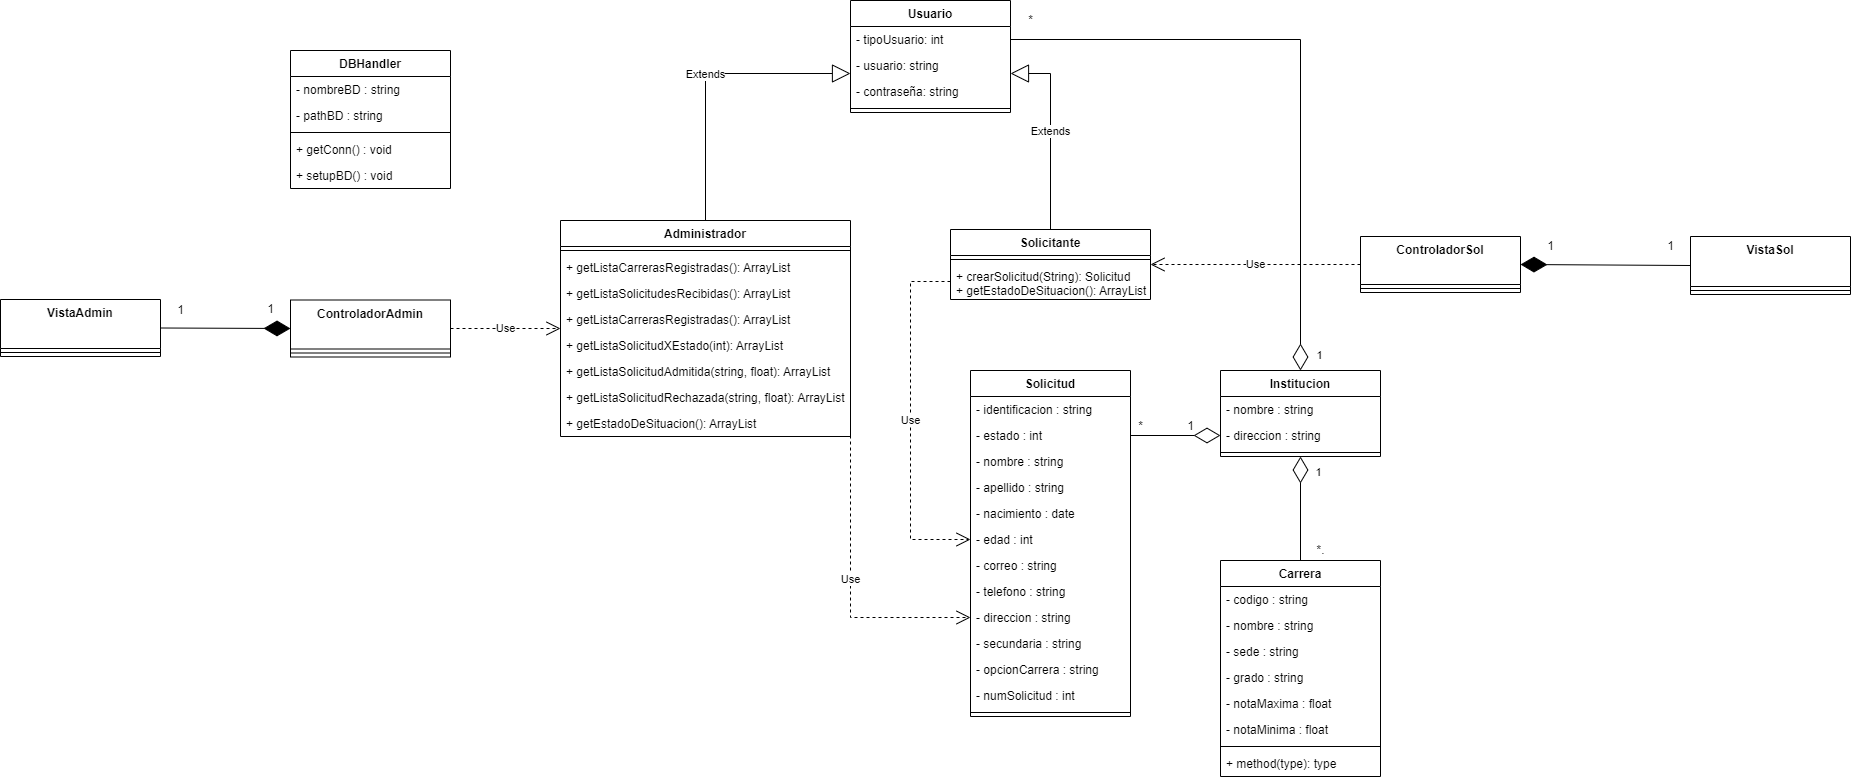 Usuario
- tipoUsuario: int
- usuario: string
- contraseña: string
*
DBHandler
- nombreBD : string
- pathBD : string
+ getConn() : void
+ setupBD() : void
Extends
Extends
Administrador
+ getListaCarrerasRegistradas(): ArrayList
+ getListaSolicitudesRecibidas(): ArrayList
+ getListaCarrerasRegistradas(): ArrayList
+ getListaSolicitudXEstado(int): ArrayList
+ getListaSolicitudAdmitida(string, float): ArrayList
+ getListaSolicitudRechazada(string, float): ArrayList
+ getEstadoDeSituacion(): ArrayList
Solicitante
+ crearSolicitud(String): Solicitud
+ getEstadoDeSituacion(): ArrayList
Use
ControladorSol
1
1
VistaSol
VistaAdmin
1
1
ControladorAdmin
Use
Use
Use
Solicitud
- identificacion : string
- estado : int
- nombre : string
- apellido : string
- nacimiento : date
- edad : int
- correo : string
- telefono : string
- direccion : string
- secundaria : string
- opcionCarrera : string
- numSolicitud : int
*
1
1
Institucion
- nombre : string
- direccion : string
1
*.
Carrera
- codigo : string
- nombre : string
- sede : string
- grado : string
- notaMaxima : float
- notaMinima : float
+ method(type): type